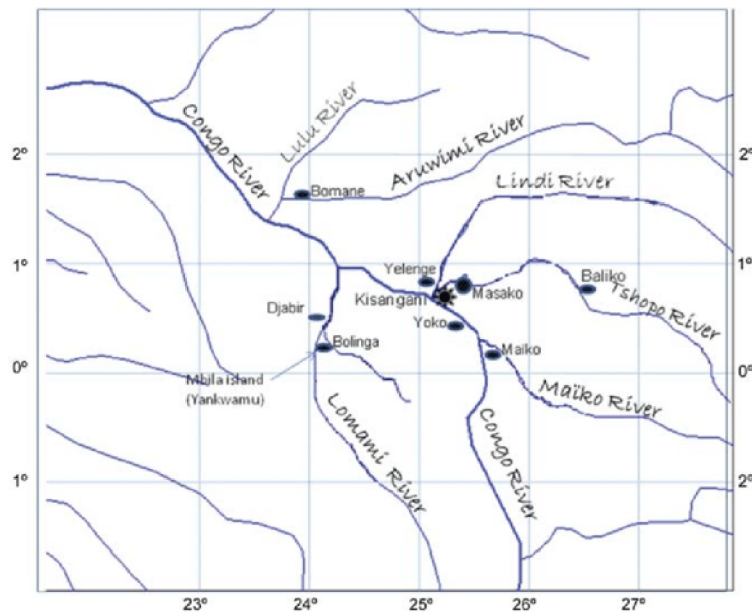 Congo River
Lulu River
Aruwimi River
Lindi River
2°
2°
Bomane
1°
1°
Yelenge
Kisangani
Masako
Baliko
Tshopo River
Djabir
Yoko
Bolinga
Maïko
0°
0°
Mbila island
(Yankwamu)
Maïko River
Lomami River
Congo River
1°
2°
23°
24°
25°
26°
27°